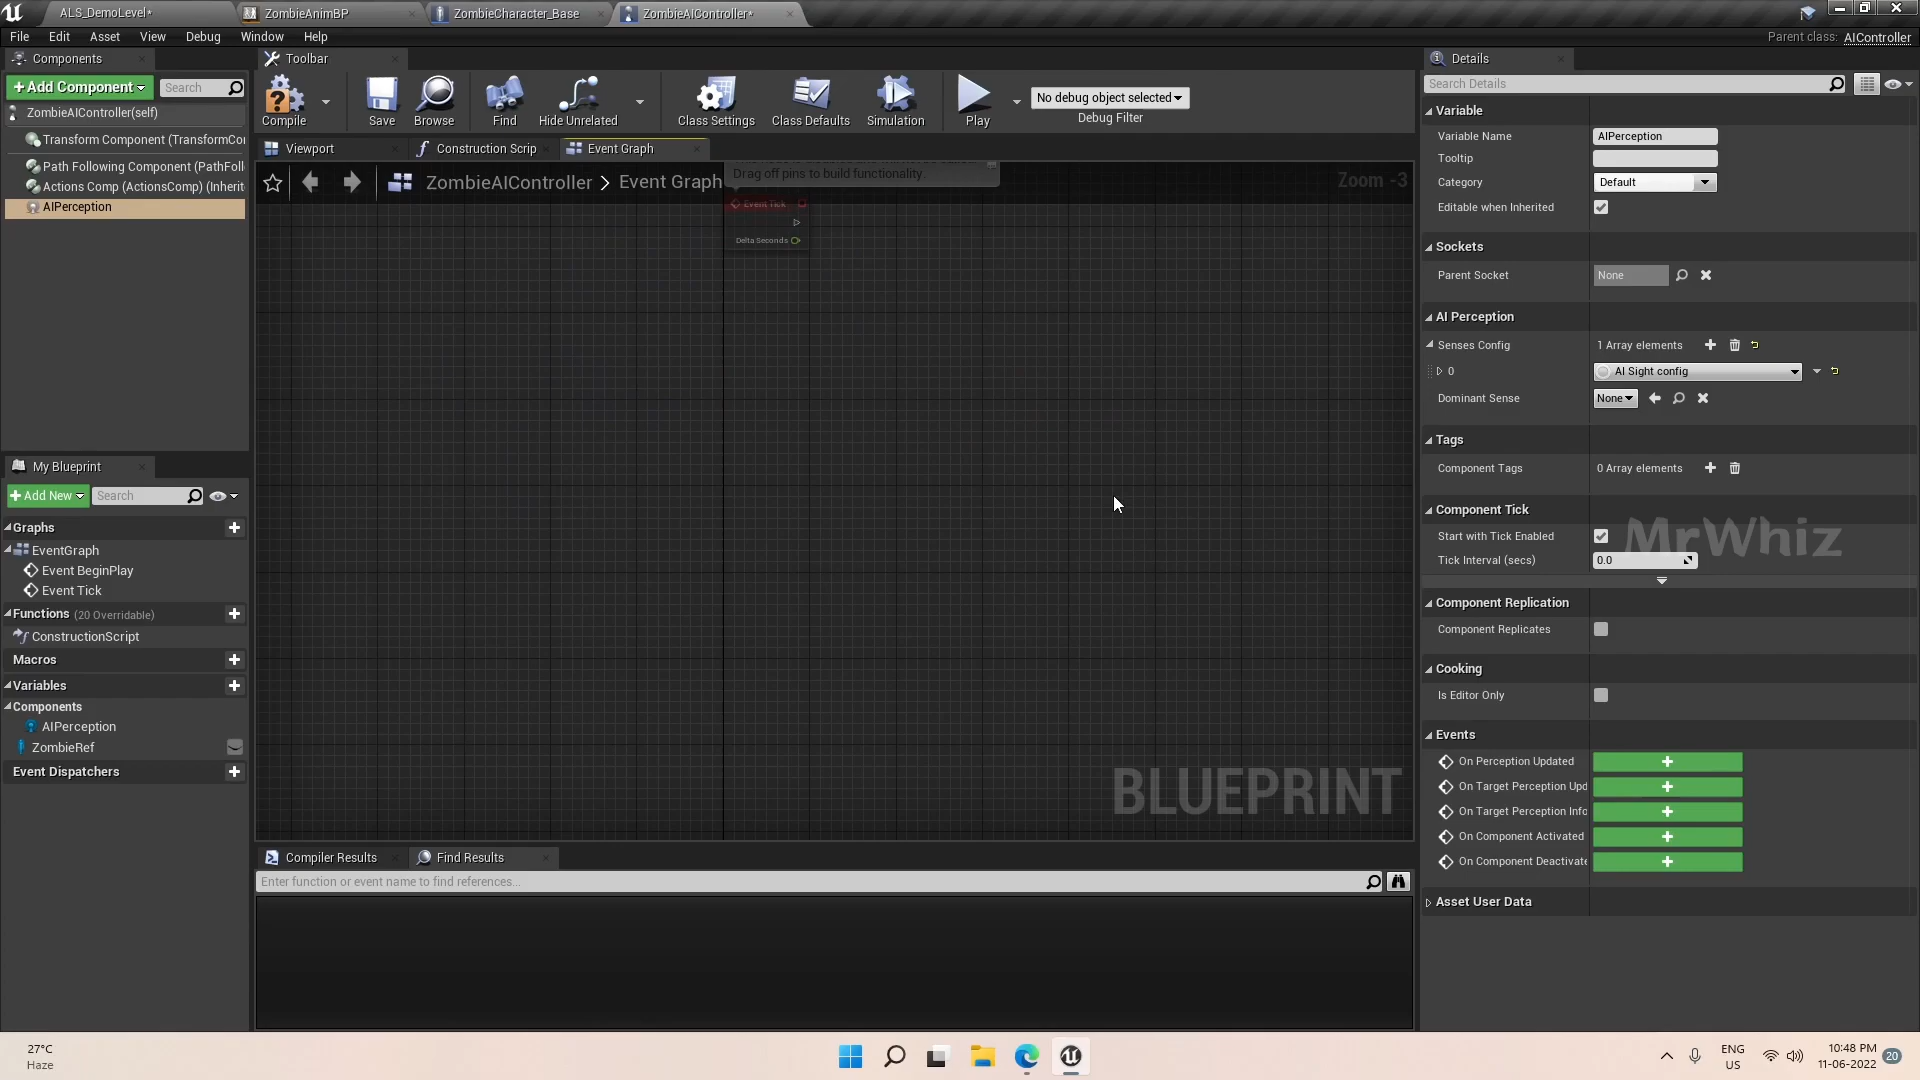 ALS_DemoLevel*
ZombieAnimBP
ZombieCharacter_Base
ZombieAIController*
File
Edit
Asset
View
Debug
Window
Help
Parent class: AIController
Components
Toolbar
Details
+Add Component
Search
ZombieAIController(self)
Transform Component (TransformCor
Path Following Component (PathFoll
Actions Comp (ActionsComp) (Inherit
AIPerception
Compile
Save
Browse
Find
Hide Unrelated
Class Settings
Class Defaults
Simulation
Play
No debug object selected
Debug Filter
Viewport
Construction Scrip
Event Graph
ZombieAIController > Event Graph
Drag off pins to build functionality.
Zoom -3
Event Tick
Delta Seconds
BLUEPRINT
My Blueprint
+Add New
Search
Graphs
EventGraph
Event BeginPlay
Event Tick
Functions (20 Overridable)
ConstructionScript
Macros
Variables
Components
AIPerception
ZombieRef
Event Dispatchers
Compiler Results
Find Results
Enter function or event name to find references...
Search Details
Variable
Variable Name
AIPerception
Tooltip
Category
Default
Editable when Inherited
Sockets
Parent Socket
None
AI Perception
Senses Config
1 Array elements
0
AI Sight config
Dominant Sense
None
Tags
Component Tags
0 Array elements
Component Tick
Start with Tick Enabled
MrWhiz
Tick Interval (secs)
0.0
Component Replication
Component Replicates
Cooking
Is Editor Only
Events
On Perception Updated
On Target Perception Upd
On Target Perception Info
On Component Activated
On Component Deactivate
Asset User Data
27°C
Haze
ENG
US
10:48 PM
11-06-2022
20